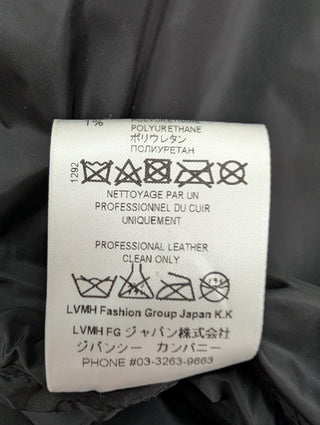 1%
POLYURETHANE
ポリウレタン
ПОЛИУРЕТАН
1292
NETTOYAGE PAR UN
PROFESSIONNEL DU CUIR
UNIQUEMENT
PROFESSIONAL LEATHER
CLEAN ONLY
LVMH Fashion Group Japan K.K
LVMH FG ジャパン株式会社
ジバンシー カンパニー
PHONE #03-3263-9663